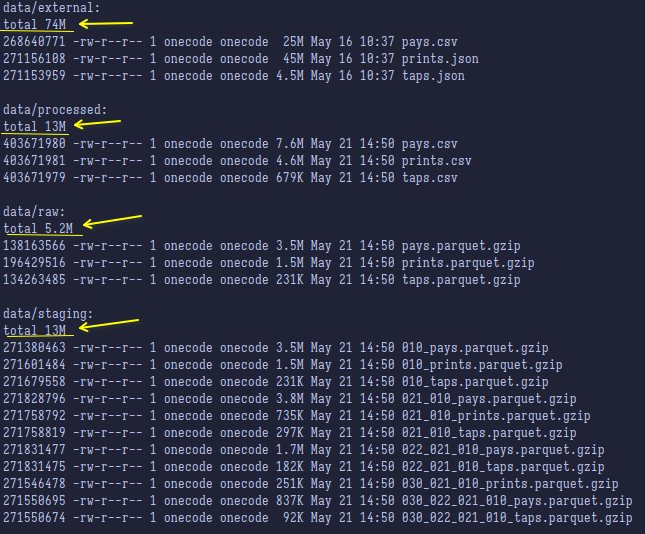 data/external:
total 74M
268640771 -rw-r--r-- 1 onecode onecode  25M May 16 10:37 pays.csv
271156108 -rw-r--r-- 1 onecode onecode  45M May 16 10:37 prints.json
271153959 -rw-r--r-- 1 onecode onecode 4.5M May 16 10:37 taps.json
data/processed:
total 13M
403671980 -rw-r--r-- 1 onecode onecode 7.6M May 21 14:50 pays.csv
403671981 -rw-r--r-- 1 onecode onecode 4.6M May 21 14:50 prints.csv
403671979 -rw-r--r-- 1 onecode onecode 679K May 21 14:50 taps.csv
data/raw:
total 5.2M
138163566 -rw-r--r-- 1 onecode onecode 3.5M May 21 14:50 pays.parquet.gzip
196429516 -rw-r--r-- 1 onecode onecode 1.5M May 21 14:50 prints.parquet.gzip
134263485 -rw-r--r-- 1 onecode onecode 231K May 21 14:50 taps.parquet.gzip
data/staging:
total 13M
271380463 -rw-r--r-- 1 onecode onecode 3.5M May 21 14:50 010_pays.parquet.gzip
271601484 -rw-r--r-- 1 onecode onecode 1.5M May 21 14:50 010_prints.parquet.gzip
271679558 -rw-r--r-- 1 onecode onecode 231K May 21 14:50 010_taps.parquet.gzip
271828796 -rw-r--r-- 1 onecode onecode 3.8M May 21 14:50 021_010_pays.parquet.gzip
271758792 -rw-r--r-- 1 onecode onecode 735K May 21 14:50 021_010_prints.parquet.gzip
271758819 -rw-r--r-- 1 onecode onecode 297K May 21 14:50 021_010_taps.parquet.gzip
271831477 -rw-r--r-- 1 onecode onecode 1.7M May 21 14:50 022_021_010_pays.parquet.gzip
271831475 -rw-r--r-- 1 onecode onecode 182K May 21 14:50 022_021_010_taps.parquet.gzip
271546478 -rw-r--r-- 1 onecode onecode 251K May 21 14:50 030_021_010_prints.parquet.gzip
271550695 -rw-r--r-- 1 onecode onecode 837K May 21 14:50 030_022_021_010_pays.parquet.gzip
271550674 -rw-r--r-- 1 onecode onecode  92K May 21 14:50 030_022_021_010_taps.parquet.gzip